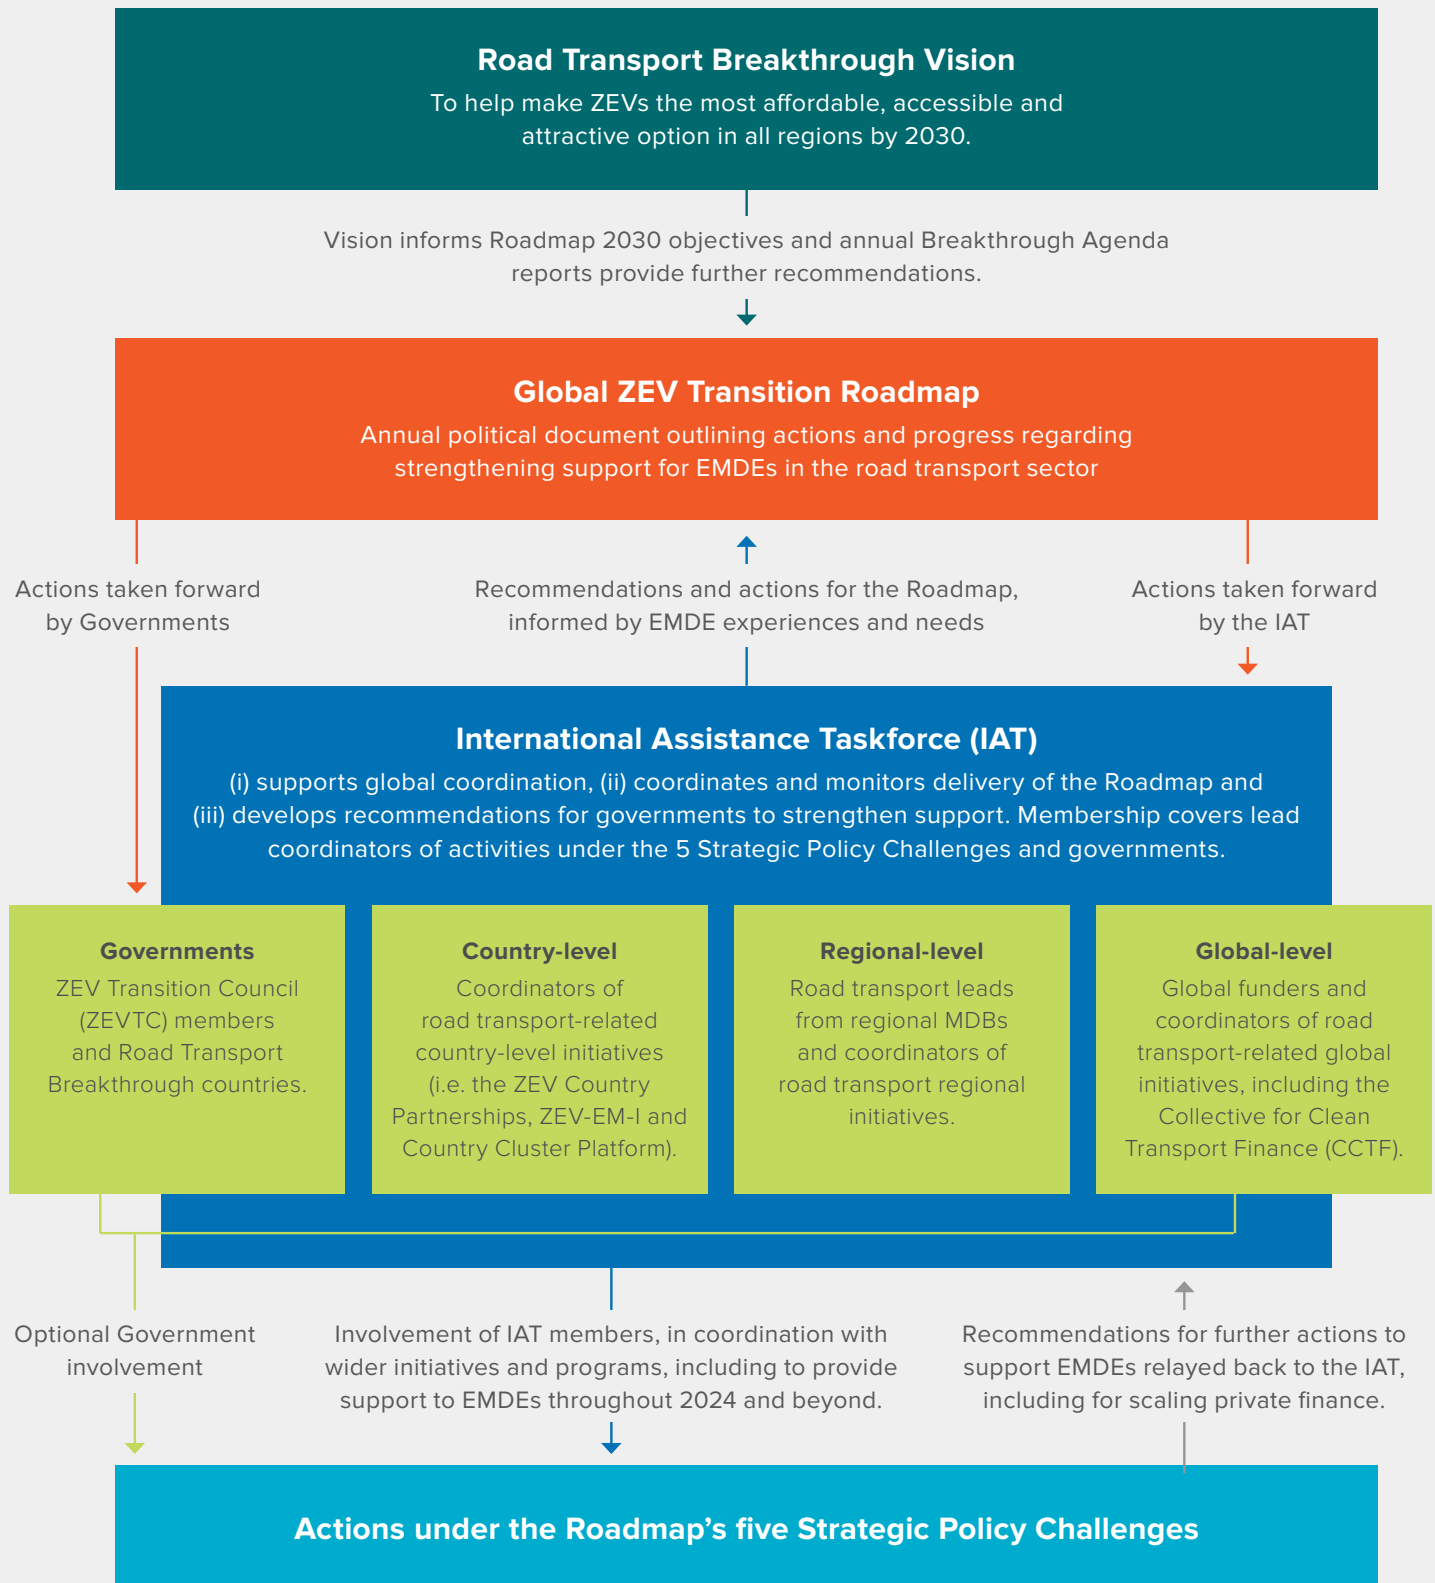 Road Transport Breakthrough Vision
To help make ZEVs the most affordable, accessible and
attractive option in all regions by 2030.
Vision informs Roadmap 2030 objectives and annual Breakthrough Agenda
reports provide further recommendations.
Global ZEV Transition Roadmap
Annual political document outlining actions and progress regarding
strengthening support for EMDEs in the road transport sector
Actions taken forward
by Governments
Recommendations and actions for the Roadmap,
informed by EMDE experiences and needs
Actions taken forward
by the IAT
International Assistance Taskforce (IAT)
(i) supports global coordination, (ii) coordinates and monitors delivery of the Roadmap and
(iii) develops recommendations for governments to strengthen support. Membership covers lead
coordinators of activities under the 5 Strategic Policy Challenges and governments.
Governments
ZEV Transition Council
(ZEVTC) members
and Road Transport
Breakthrough countries.
Country-level
Coordinators of
road transport-related
country-level initiatives
(i.e. the ZEV Country
Partnerships, ZEV-EM-I and
Country Cluster Platform).
Regional-level
Road transport leads
from regional MDBs
and coordinators of
road transport regional
initiatives.
Global-level
Global funders and
coordinators of road
transport-related global
initiatives, including the
Collective for Clean
Transport Finance (CCTF).
Optional Government
involvement
Involvement of IAT members, in coordination with
wider initiatives and programs, including to provide
support to EMDEs throughout 2024 and beyond.
Recommendations for further actions to
support EMDEs relayed back to the IAT,
including for scaling private finance.
Actions under the Roadmap’s five Strategic Policy Challenges